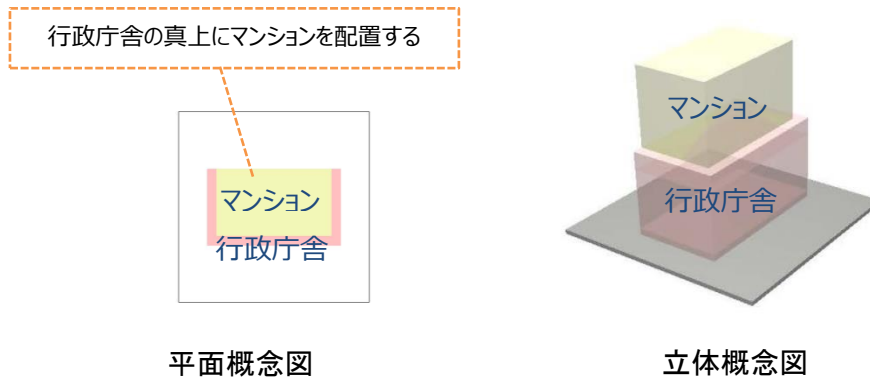 行政庁舎の真上にマンションを配置する
マンション
行政庁舎
平面概念図
マンション
行政庁舎
立体概念図